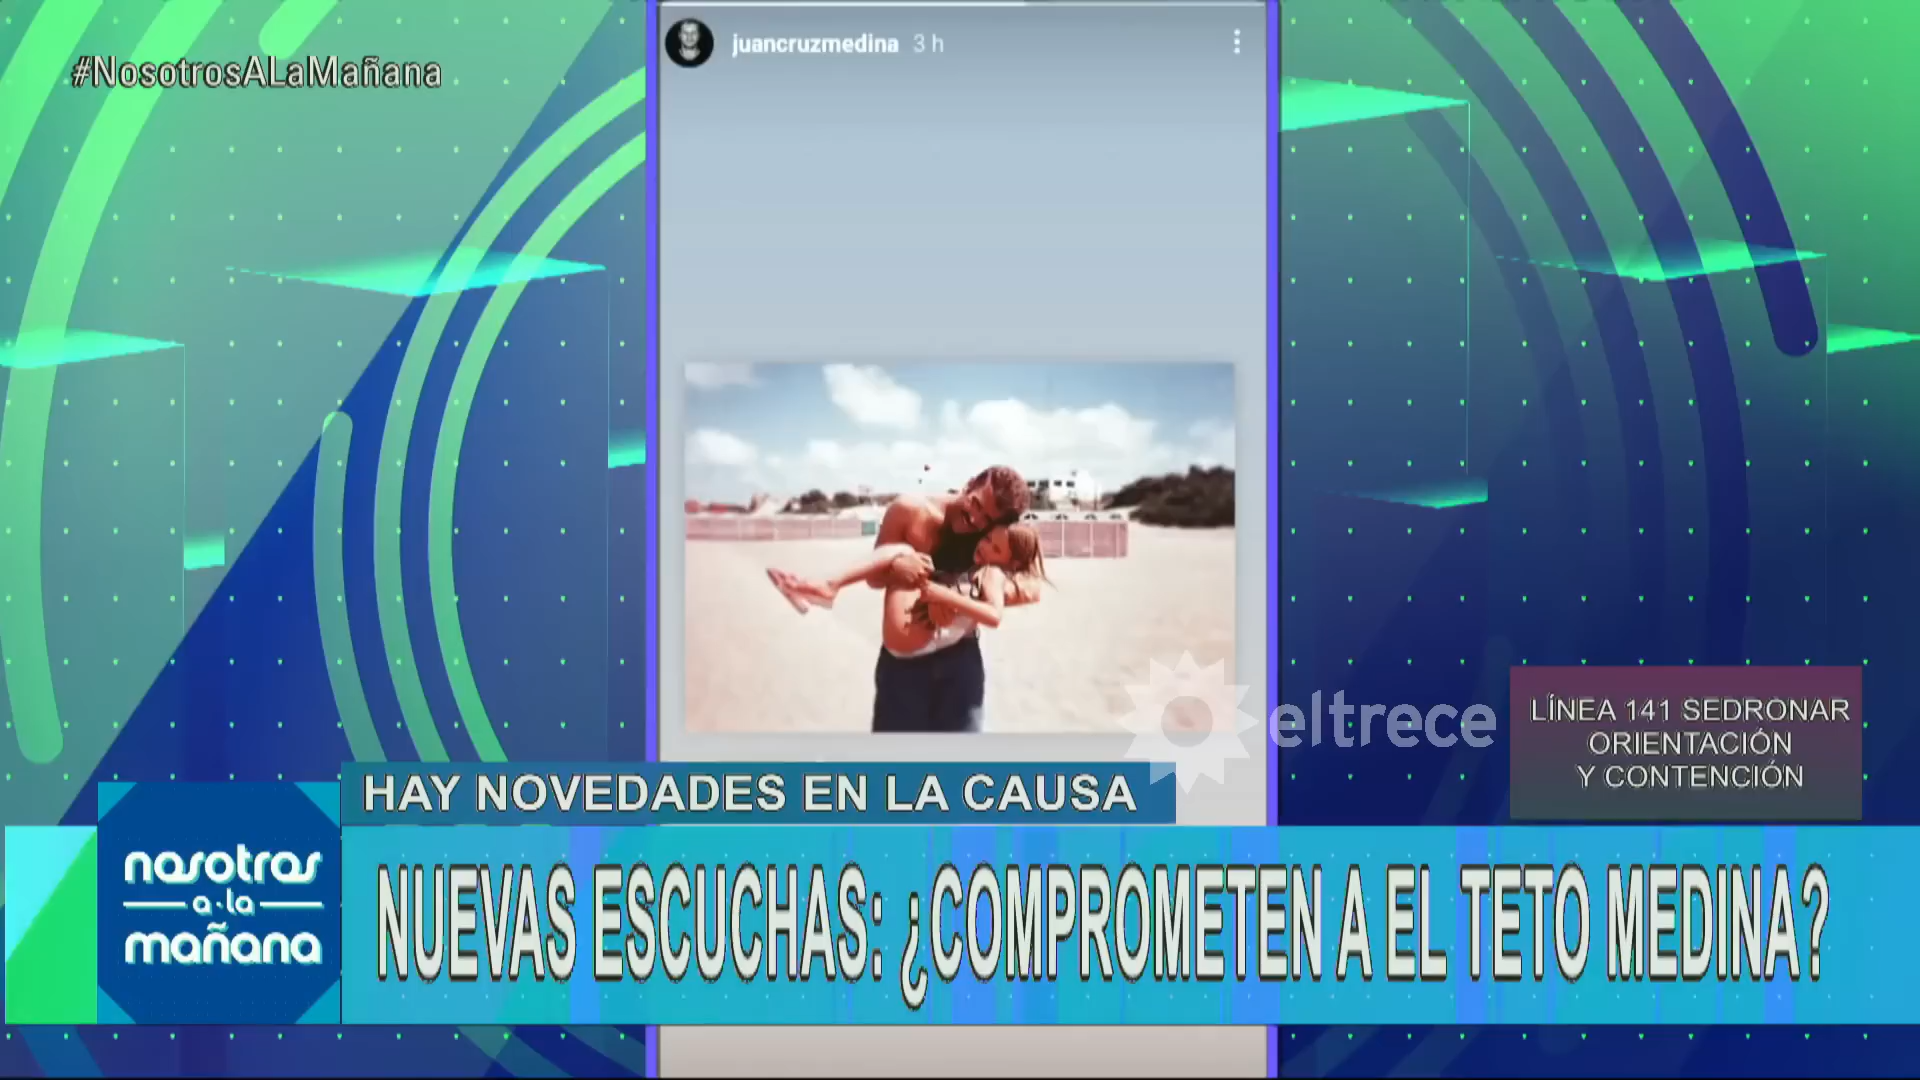 #NosotrosALaMañana
juancruzmedina 3 h
eltrece
LÍNEA 141 SEDRONAR
ORIENTACIÓN
Y CONTENCIÓN
HAY NOVEDADES EN LA CAUSA
nosotros
a·la
mañana
NUEVAS ESCUCHAS: ¿COMPROMETEN A EL TETO MEDINA?